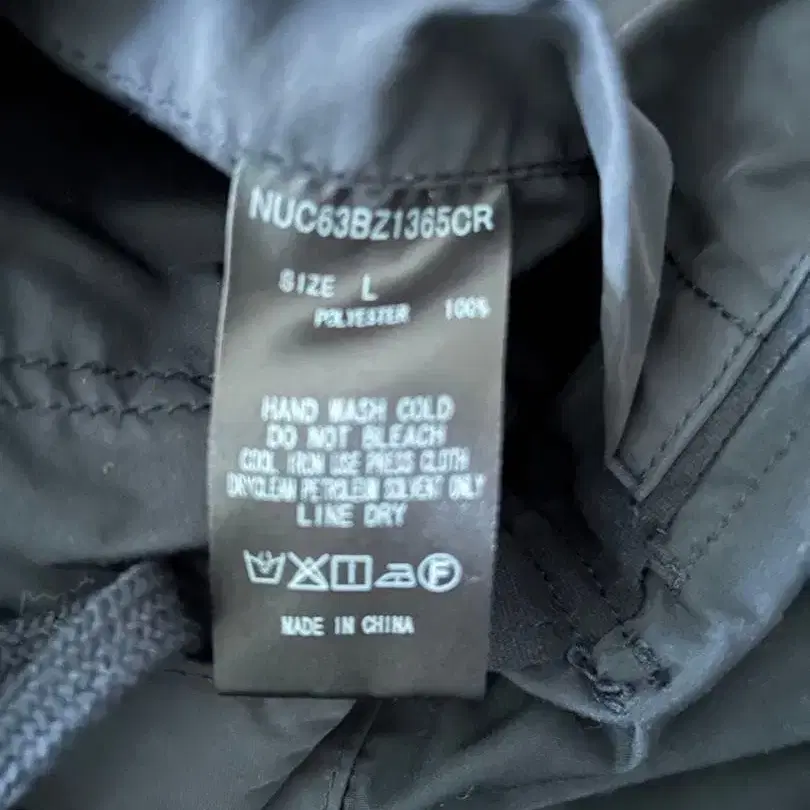 NUC63BZ1365CR
SIZE L
POLYESTER 100%
HAND WASH COLD
DO NOT BLEACH
COOL IRON USE PRESS CLOTH
DRYCLEAN PETROLEUM SOLVENT ONLY
LINE DRY
F
MADE IN CHINA